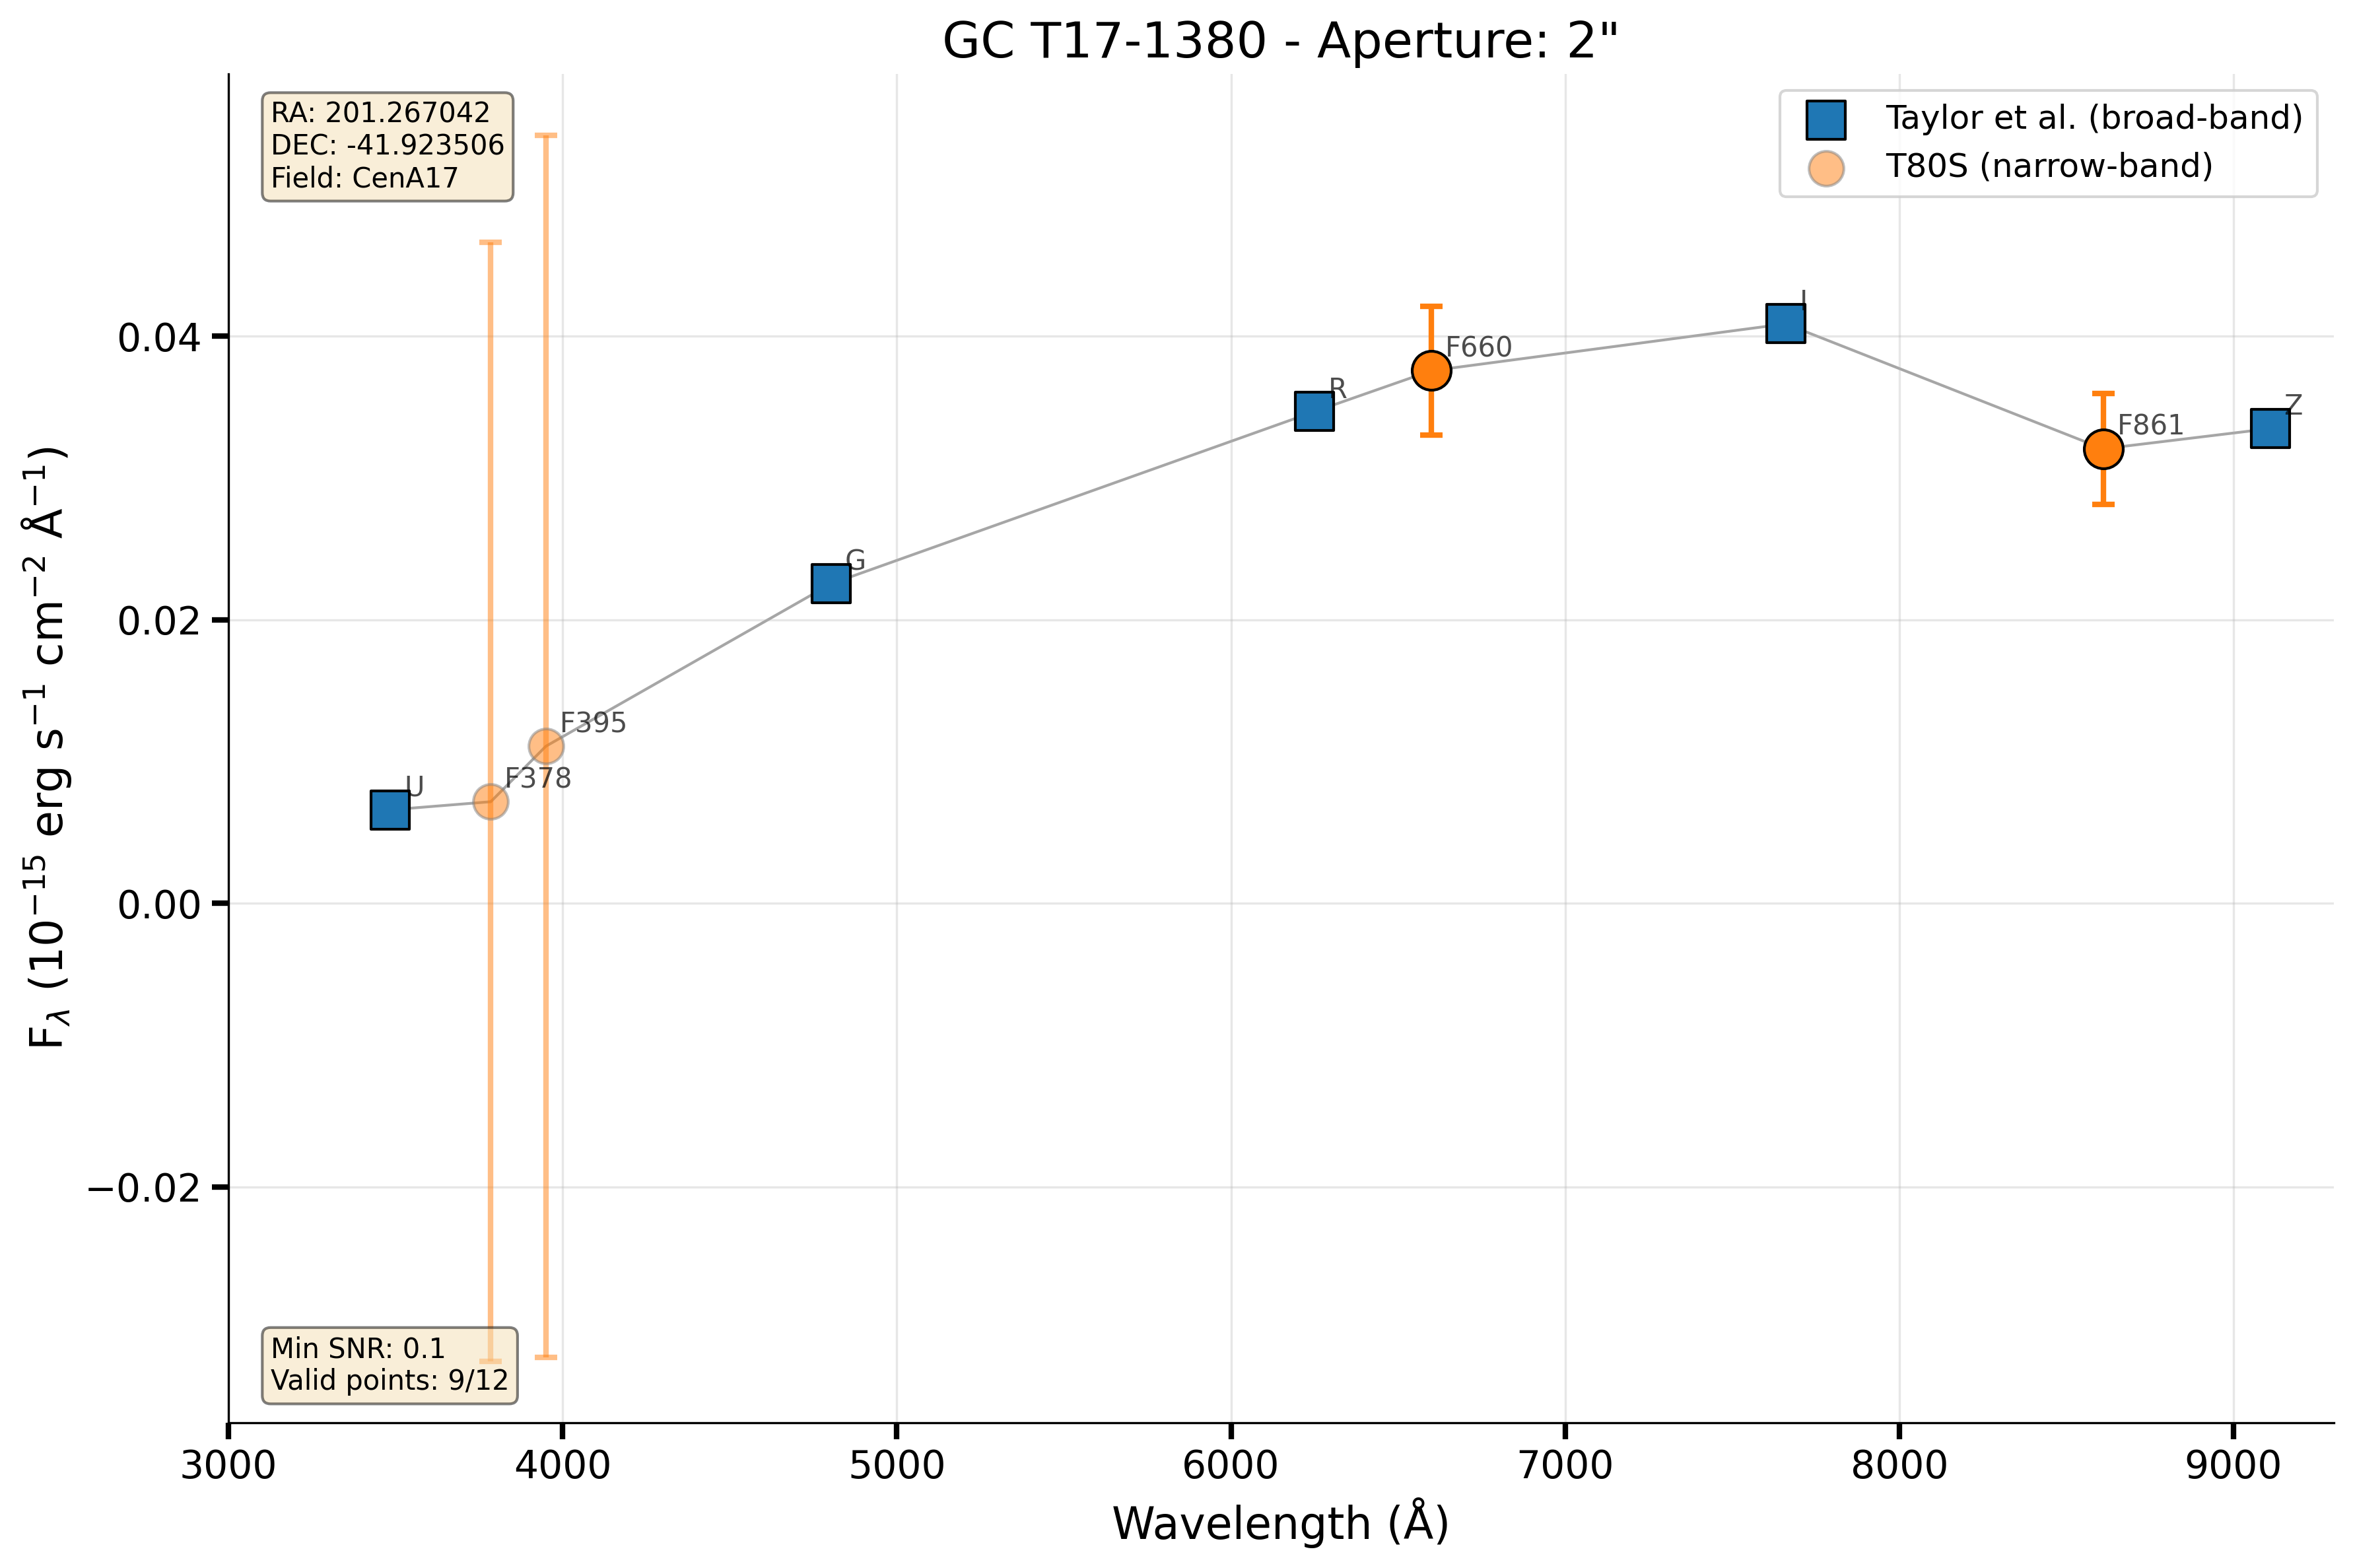 GC T17-1380 - Aperture: 2"
RA: 201.267042
DEC: -41.923506
Field: CenA17
Taylor et al. (broad-band)
T80S (narrow-band)
I
F660
R
Z
F861
G
F395
F378
U
0.04
0.02
0.00
−0.02
F_λ (10^−15 erg s^−1 cm^−2 Å^−1)
Min SNR: 0.1
Valid points: 9/12
3000 4000 5000 6000 7000 8000 9000
Wavelength (Å)